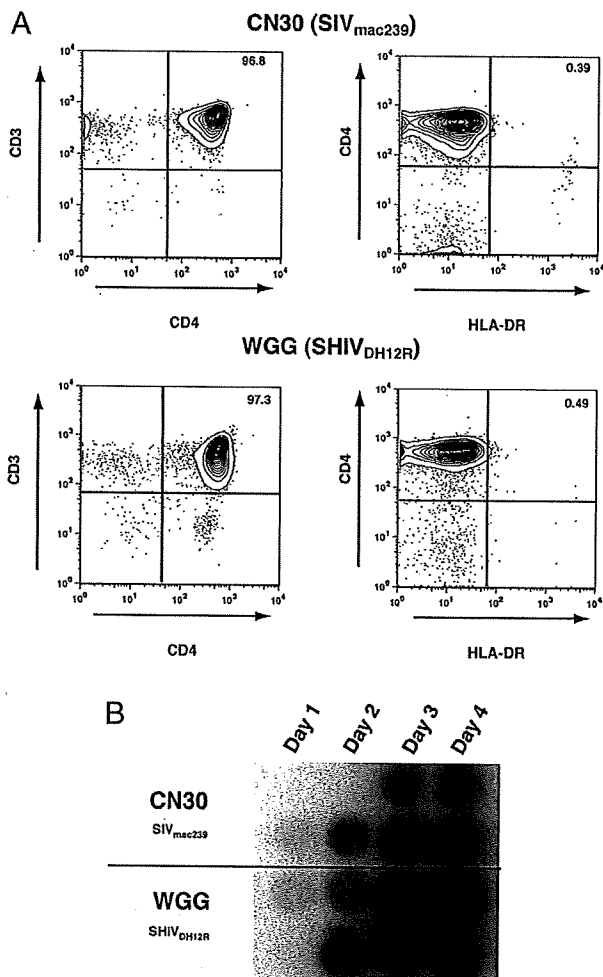 A
CN30 (SIVmac239)
96.8
CD3
10⁴
10³
10²
10¹
10⁰
10⁰ 10¹ 10² 10³ 10⁴
CD4
0.39
CD4
10⁴
10³
10²
10¹
10⁰
10⁰ 10¹ 10² 10³ 10⁴
HLA-DR
WGG (SHIVDH12R)
97.3
CD3
10⁴
10³
10²
10¹
10⁰
10⁰ 10¹ 10² 10³ 10⁴
CD4
0.49
CD4
10⁴
10³
10²
10¹
10⁰
10⁰ 10¹ 10² 10³ 10⁴
HLA-DR
B
Day 1 Day 2 Day 3 Day 4
CN30
SIVmac239
WGG
SHIVDH12R